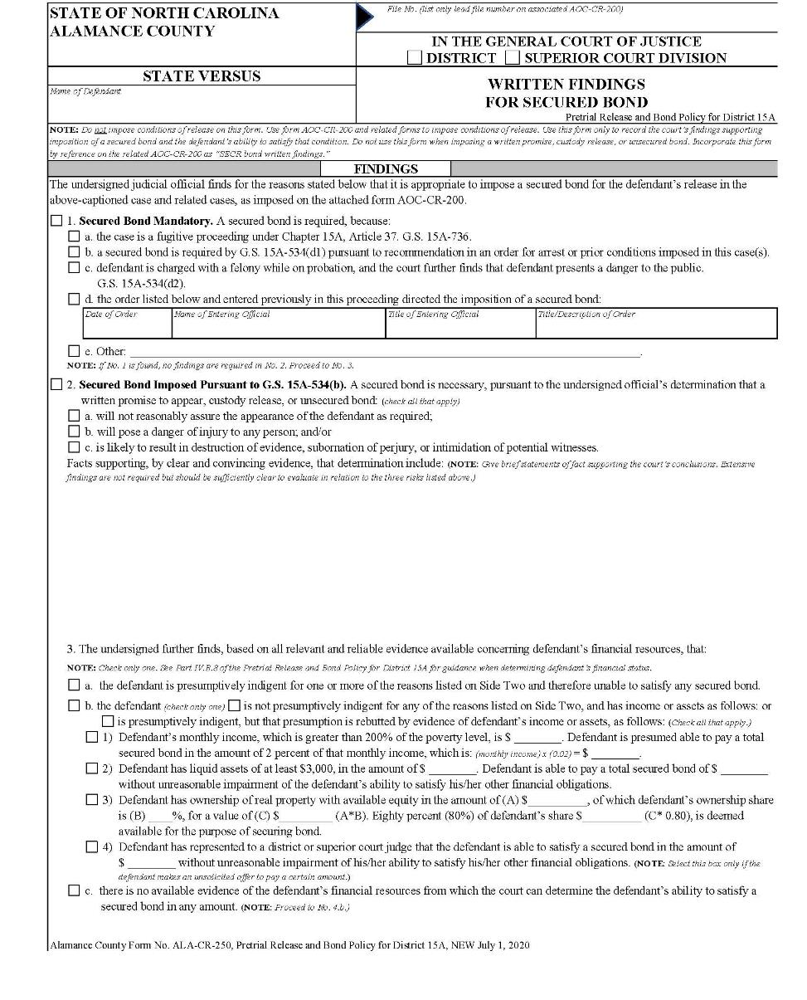 STATE OF NORTH CAROLINA
ALAMANCE COUNTY
File No. (list only lead file number on associated AOC-CR-200)
IN THE GENERAL COURT OF JUSTICE
DISTRICT SUPERIOR COURT DIVISION
STATE VERSUS
Name of Defendant
WRITTEN FINDINGS
FOR SECURED BOND
Pretrial Release and Bond Policy for District 15A
NOTE: Do not impose conditions of release on this form. Use form AOC-CR-200 and related forms to impose conditions of release. Use this form only to record the court's findings supporting
imposition of a secured bond and the defendant's ability to satisfy that condition. Do not use this form when imposing a written promise, custody release, or unsecured bond. Incorporate this form
by reference on the related AOC-CR-200 as "SECR bond written findings."
FINDINGS
The undersigned judicial official finds for the reasons stated below that it is appropriate to impose a secured bond for the defendant's release in the
above-captioned case and related cases, as imposed on the attached form AOC-CR-200.
1. Secured Bond Mandatory. A secured bond is required, because:
a. the case is a fugitive proceeding under Chapter 15A, Article 37. G.S. 15A-736.
b. a secured bond is required by G.S. 15A-534(d1) pursuant to recommendation in an order for arrest or prior conditions imposed in this case(s).
c. defendant is charged with a felony while on probation, and the court further finds that defendant presents a danger to the public.
G.S. 15A-534(d2).
d. the order listed below and entered previously in this proceeding directed the imposition of a secured bond:
Date of Order Name of Entering Official Title of Entering Official Title/Description of Order
e. Other: ______________________________.
NOTE: If No. 1 is found, no findings are required in No. 2. Proceed to No. 3.
2. Secured Bond Imposed Pursuant to G.S. 15A-534(b). A secured bond is necessary, pursuant to the undersigned official's determination that a
written promise to appear, custody release, or unsecured bond: (check all that apply)
a. will not reasonably assure the appearance of the defendant as required;
b. will pose a danger of injury to any person; and/or
c. is likely to result in destruction of evidence, subornation of perjury, or intimidation of potential witnesses.
Facts supporting, by clear and convincing evidence, that determination include: (NOTE: Give brief statements of fact supporting the court's conclusions. Extensive
findings are not required but should be sufficiently clear to evaluate in relation to the three risks listed above.)
3. The undersigned further finds, based on all relevant and reliable evidence available concerning defendant's financial resources, that:
NOTE: Check only one. See Part IV.B.8 of the Pretrial Release and Bond Policy for District 15A for guidance when determining defendant's financial status.
a. the defendant is presumptively indigent for one or more of the reasons listed on Side Two and therefore unable to satisfy any secured bond.
b. the defendant (check only one) is not presumptively indigent for any of the reasons listed on Side Two, and has income or assets as follows: or
is presumptively indigent, but that presumption is rebutted by evidence of defendant's income or assets, as follows: (Check all that apply.)
1) Defendant's monthly income, which is greater than 200% of the poverty level, is $ ________. Defendant is presumed able to pay a total
secured bond in the amount of 2 percent of that monthly income, which is: (monthly income) x (0.02) = $ ________.
2) Defendant has liquid assets of at least $3,000, in the amount of $ ________. Defendant is able to pay a total secured bond of $ ________
without unreasonable impairment of the defendant's ability to satisfy his/her other financial obligations.
3) Defendant has ownership of real property with available equity in the amount of (A) $__________, of which defendant's ownership share
is (B) ____%, for a value of (C) $_________ (A*B). Eighty percent (80%) of defendant's share $__________ (C* 0.80), is deemed
available for the purpose of securing bond.
4) Defendant has represented to a district or superior court judge that the defendant is able to satisfy a secured bond in the amount of
$ ________ without unreasonable impairment of his/her ability to satisfy his/her other financial obligations. (NOTE: Select this box only if the
defendant makes an unsolicited offer to pay a certain amount.)
c. there is no available evidence of the defendant's financial resources from which the court can determine the defendant's ability to satisfy a
secured bond in any amount. (NOTE: Proceed to No. 4.b.)
Alamance County Form No. ALA-CR-250, Pretrial Release and Bond Policy for District 15A, NEW July 1, 2020